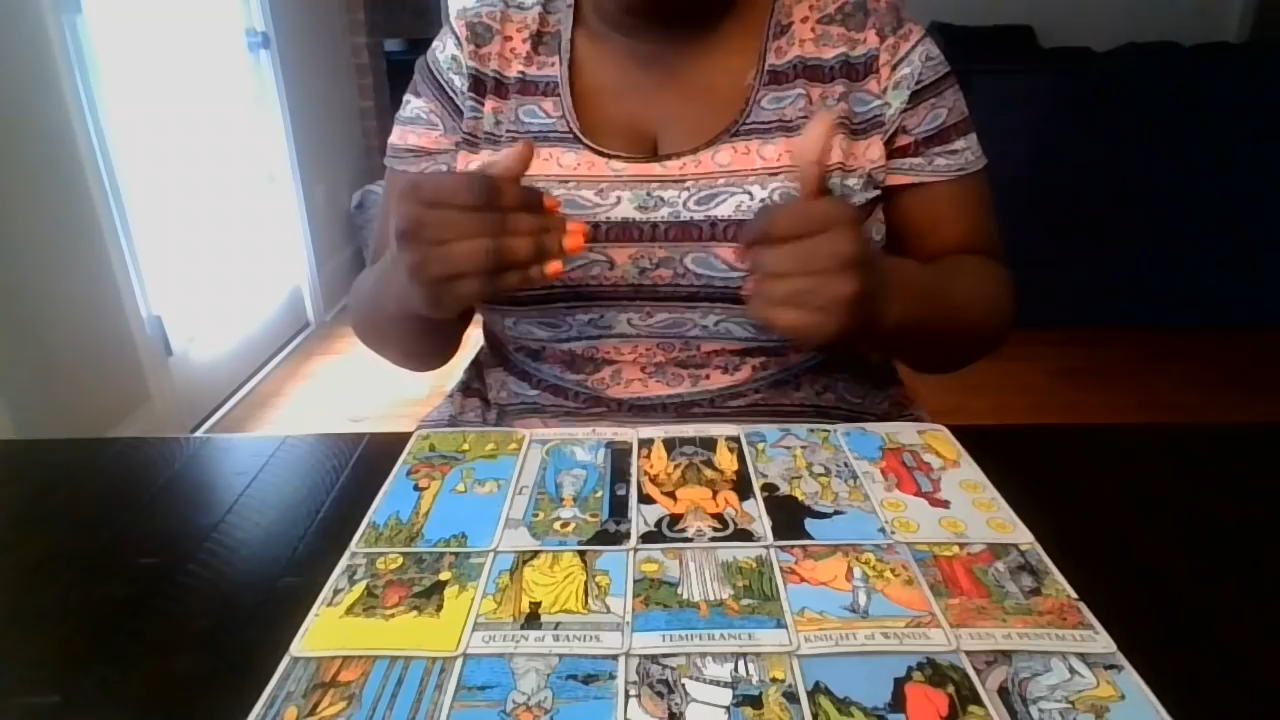 QUEEN of WANDS.
TEMPERANCE.
KNIGHT of WANDS.
QUEEN of PENTACLES